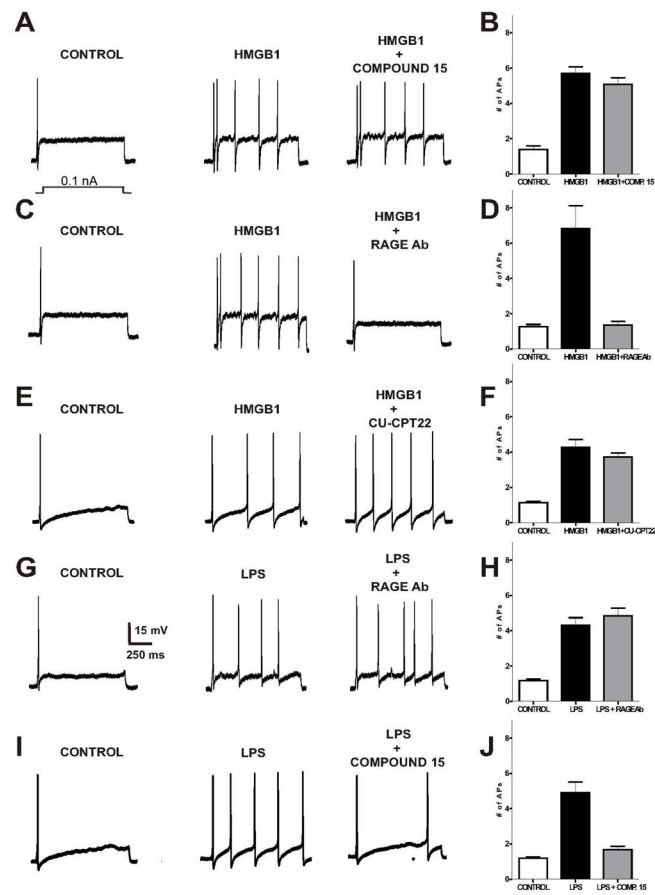 A
CONTROL
HMGB1
HMGB1
+
COMPOUND 15
0.1 nA
B
# of APs
8
6
4
2
0
CONTROL HMGB1 HMGB1+COMP. 15
C
CONTROL
HMGB1
HMGB1
+
RAGE Ab
D
# of APs
8
6
4
2
0
CONTROL HMGB1 HMGB1+RAGEAb
E
CONTROL
HMGB1
HMGB1
+
CU-CPT22
F
# of APs
8
6
4
2
0
CONTROL HMGB1 HMGB1+CU-CPT22
G
CONTROL
15 mV
250 ms
LPS
LPS
+
RAGE Ab
H
# of APs
8
6
4
2
0
CONTROL LPS LPS + RAGEAb
I
CONTROL
LPS
LPS
+
COMPOUND 15
J
# of APs
8
6
4
2
0
CONTROL LPS LPS + COMP. 15